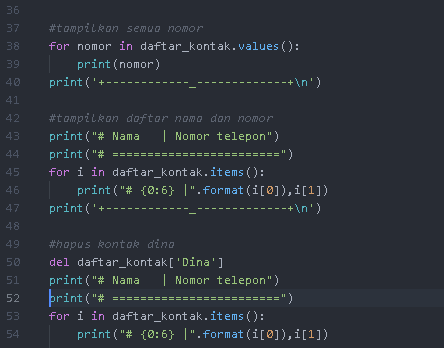 36
37 #tampilkan semua nomor
38 for nomor in daftar_kontak.values():
39     print(nomor)
40 print('+------------_-------------+\n')
41
42 #tampilkan daftar nama dan nomor
43 print("# Nama   | Nomor telepon")
44 print("# ========================")
45 for i in daftar_kontak.items():
46     print("# {0:6} |".format(i[0]),i[1])
47 print('+------------_-------------+\n')
48
49 #hapus kontak dina
50 del daftar_kontak['Dina']
51 print("# Nama   | Nomor telepon")
52 print("# ========================")
53 for i in daftar_kontak.items():
54     print("# {0:6} |".format(i[0]),i[1])